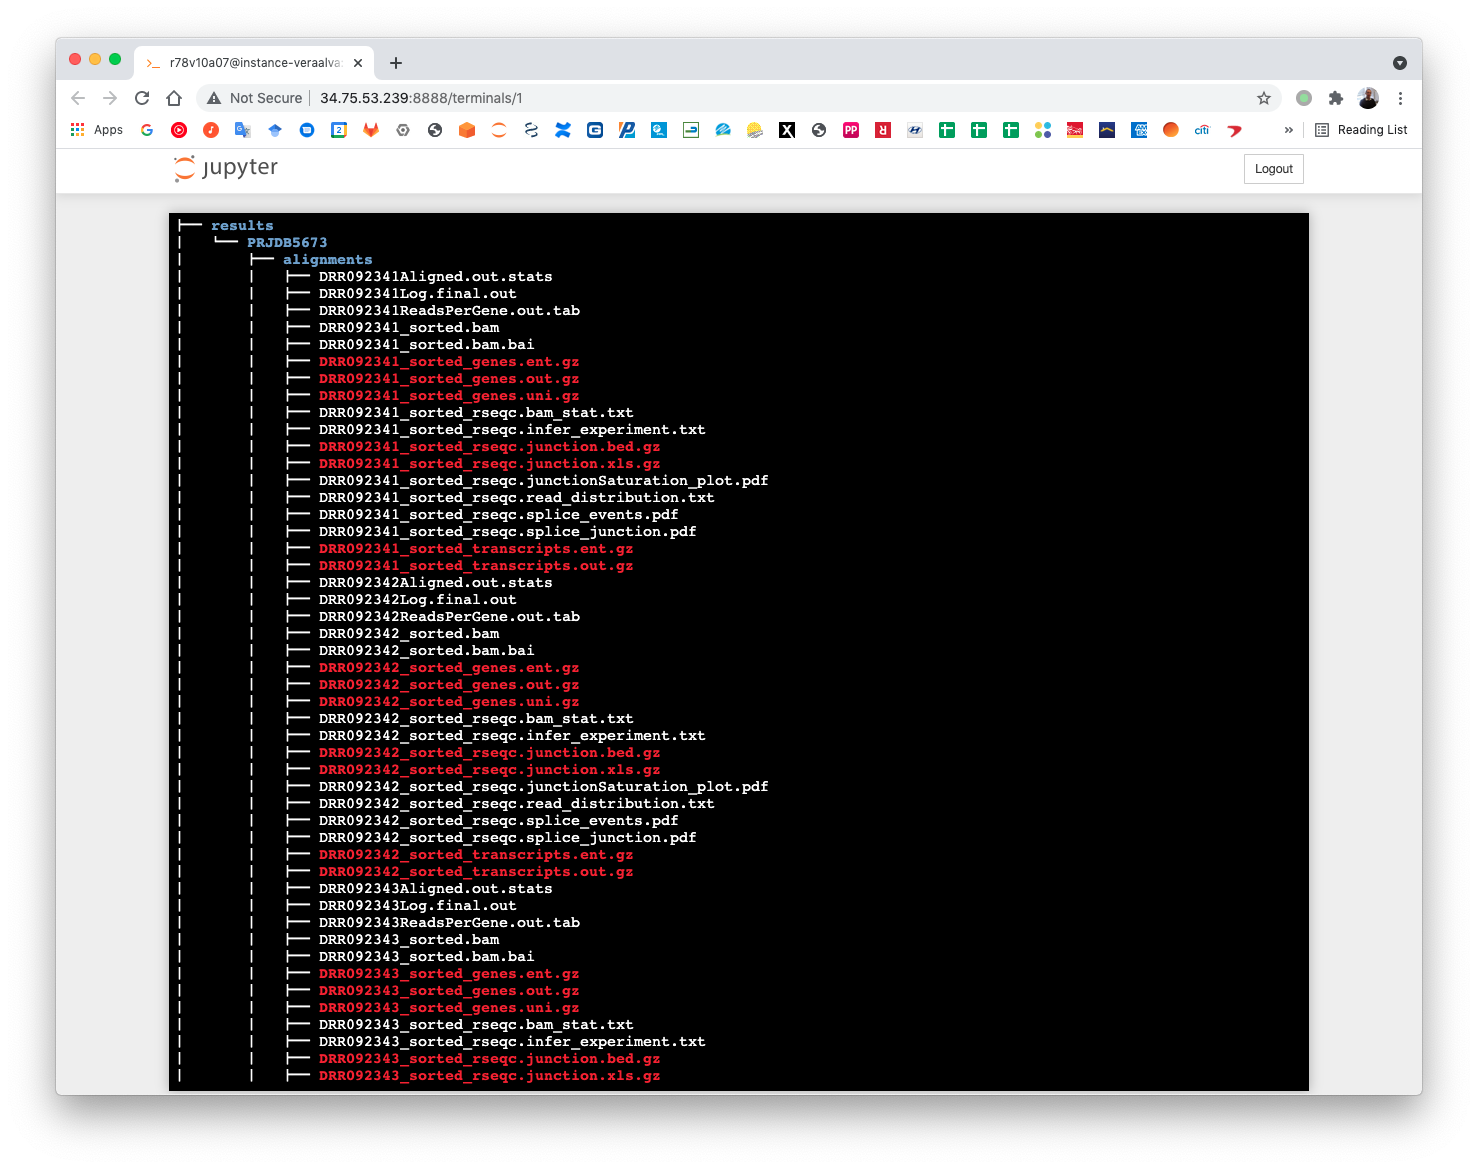 r78v10a07@instance-veraalva
Not Secure
34.75.53.239:8888/terminals/1
Apps
Reading List
jupyter
Logout
results
PRJDB5673
alignments
DRR092341Aligned.out.stats
DRR092341Log.final.out
DRR092341ReadsPerGene.out.tab
DRR092341_sorted.bam
DRR092341_sorted.bam.bai
DRR092341_sorted_genes.ent.gz
DRR092341_sorted_genes.out.gz
DRR092341_sorted_genes.uni.gz
DRR092341_sorted_rseqc.bam_stat.txt
DRR092341_sorted_rseqc.infer_experiment.txt
DRR092341_sorted_rseqc.junction.bed.gz
DRR092341_sorted_rseqc.junction.xls.gz
DRR092341_sorted_rseqc.junctionSaturation_plot.pdf
DRR092341_sorted_rseqc.read_distribution.txt
DRR092341_sorted_rseqc.splice_events.pdf
DRR092341_sorted_rseqc.splice_junction.pdf
DRR092341_sorted_transcripts.ent.gz
DRR092341_sorted_transcripts.out.gz
DRR092342Aligned.out.stats
DRR092342Log.final.out
DRR092342ReadsPerGene.out.tab
DRR092342_sorted.bam
DRR092342_sorted.bam.bai
DRR092342_sorted_genes.ent.gz
DRR092342_sorted_genes.out.gz
DRR092342_sorted_genes.uni.gz
DRR092342_sorted_rseqc.bam_stat.txt
DRR092342_sorted_rseqc.infer_experiment.txt
DRR092342_sorted_rseqc.junction.bed.gz
DRR092342_sorted_rseqc.junction.xls.gz
DRR092342_sorted_rseqc.junctionSaturation_plot.pdf
DRR092342_sorted_rseqc.read_distribution.txt
DRR092342_sorted_rseqc.splice_events.pdf
DRR092342_sorted_rseqc.splice_junction.pdf
DRR092342_sorted_transcripts.ent.gz
DRR092342_sorted_transcripts.out.gz
DRR092343Aligned.out.stats
DRR092343Log.final.out
DRR092343ReadsPerGene.out.tab
DRR092343_sorted.bam
DRR092343_sorted.bam.bai
DRR092343_sorted_genes.ent.gz
DRR092343_sorted_genes.out.gz
DRR092343_sorted_genes.uni.gz
DRR092343_sorted_rseqc.bam_stat.txt
DRR092343_sorted_rseqc.infer_experiment.txt
DRR092343_sorted_rseqc.junction.bed.gz
DRR092343_sorted_rseqc.junction.xls.gz